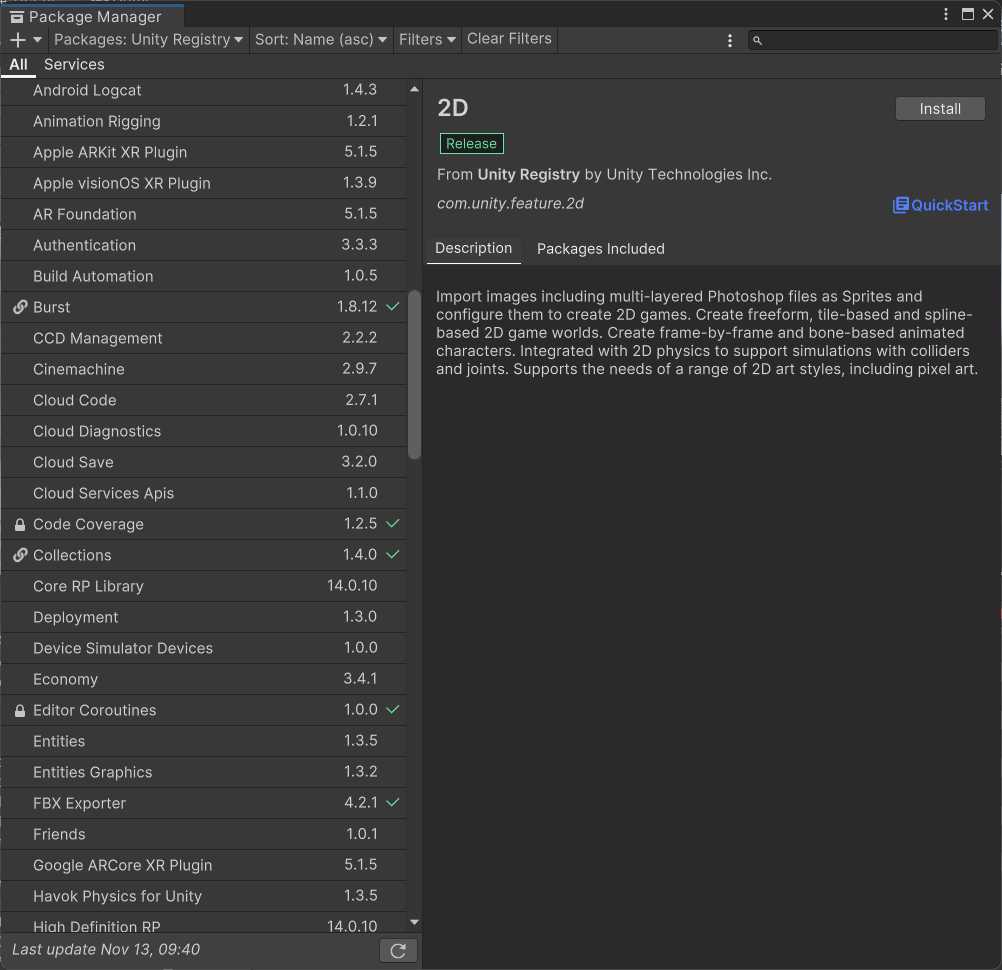 Package Manager
Packages: Unity Registry Sort: Name (asc) Filters Clear Filters
All Services
Android Logcat 1.4.3
Animation Rigging 1.2.1
Apple ARKit XR Plugin 5.1.5
Apple visionOS XR Plugin 1.3.9
AR Foundation 5.1.5
Authentication 3.3.3
Build Automation 1.0.5
Burst 1.8.12
CCD Management 2.2.2
Cinemachine 2.9.7
Cloud Code 2.7.1
Cloud Diagnostics 1.0.10
Cloud Save 3.2.0
Cloud Services Apis 1.1.0
Code Coverage 1.2.5
Collections 1.4.0
Core RP Library 14.0.10
Deployment 1.3.0
Device Simulator Devices 1.0.0
Economy 3.4.1
Editor Coroutines 1.0.0
Entities 1.3.5
Entities Graphics 1.3.2
FBX Exporter 4.2.1
Friends 1.0.1
Google ARCore XR Plugin 5.1.5
Havok Physics for Unity 1.3.5
High Definition RP 14.0.10
Last update Nov 13, 09:40
2D
Install
Release
From Unity Registry by Unity Technologies Inc.
com.unity.feature.2d
QuickStart
Description Packages Included
Import images including multi-layered Photoshop files as Sprites and
configure them to create 2D games. Create freeform, tile-based and spline-
based 2D game worlds. Create frame-by-frame and bone-based animated
characters. Integrated with 2D physics to support simulations with colliders
and joints. Supports the needs of a range of 2D art styles, including pixel art.